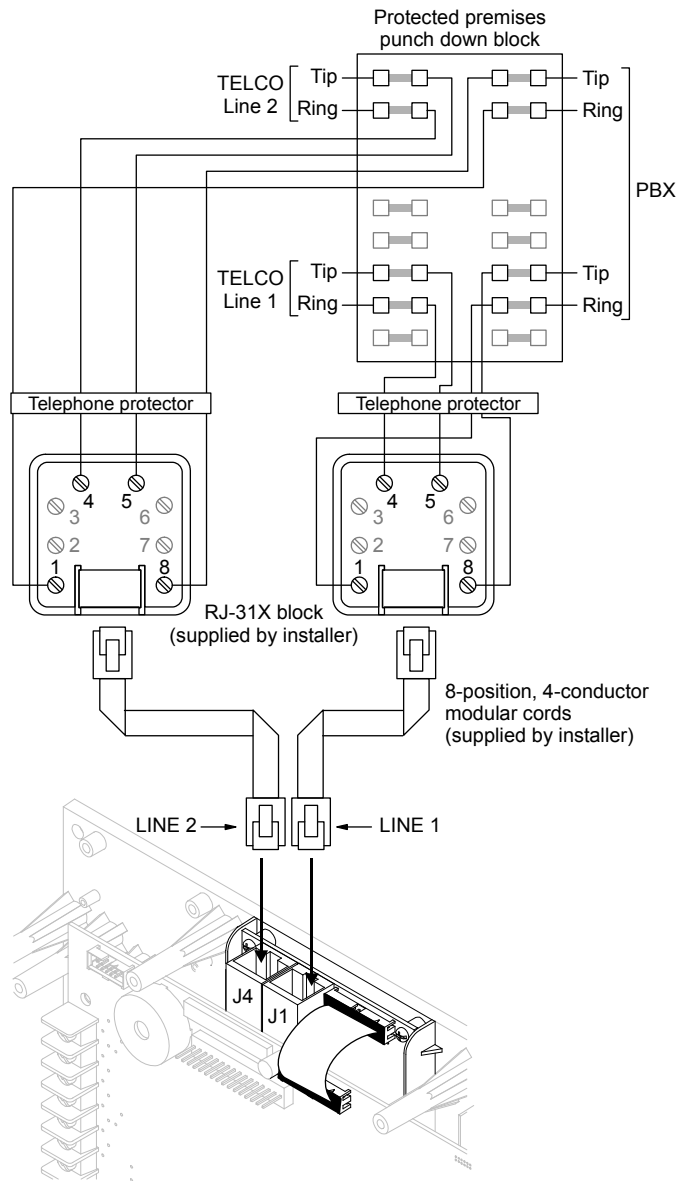 Protected premises
punch down block
TELCO
Line 2
Tip
Ring
Tip
Ring
PBX
TELCO
Line 1
Tip
Ring
Tip
Ring
Telephone protector
Telephone protector
4
5
3
6
2
7
1
8
4
5
3
6
2
7
1
8
RJ-31X block
(supplied by installer)
8-position, 4-conductor
modular cords
(supplied by installer)
LINE 2
LINE 1
J4
J1